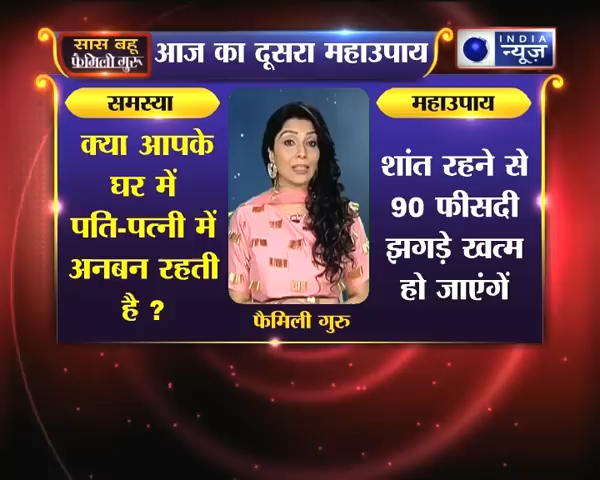 सास बहू
फ़ैमिली गुरु
आज का दूसरा महाउपाय
INDIA
न्यूज़
समस्या
महाउपाय
क्या आपके
घर में
पति-पत्नी में
अनबन रहती
है ?
शांत रहने से
90 फीसदी
झगड़े खत्म
हो जाएंगें
फैमिली गुरु